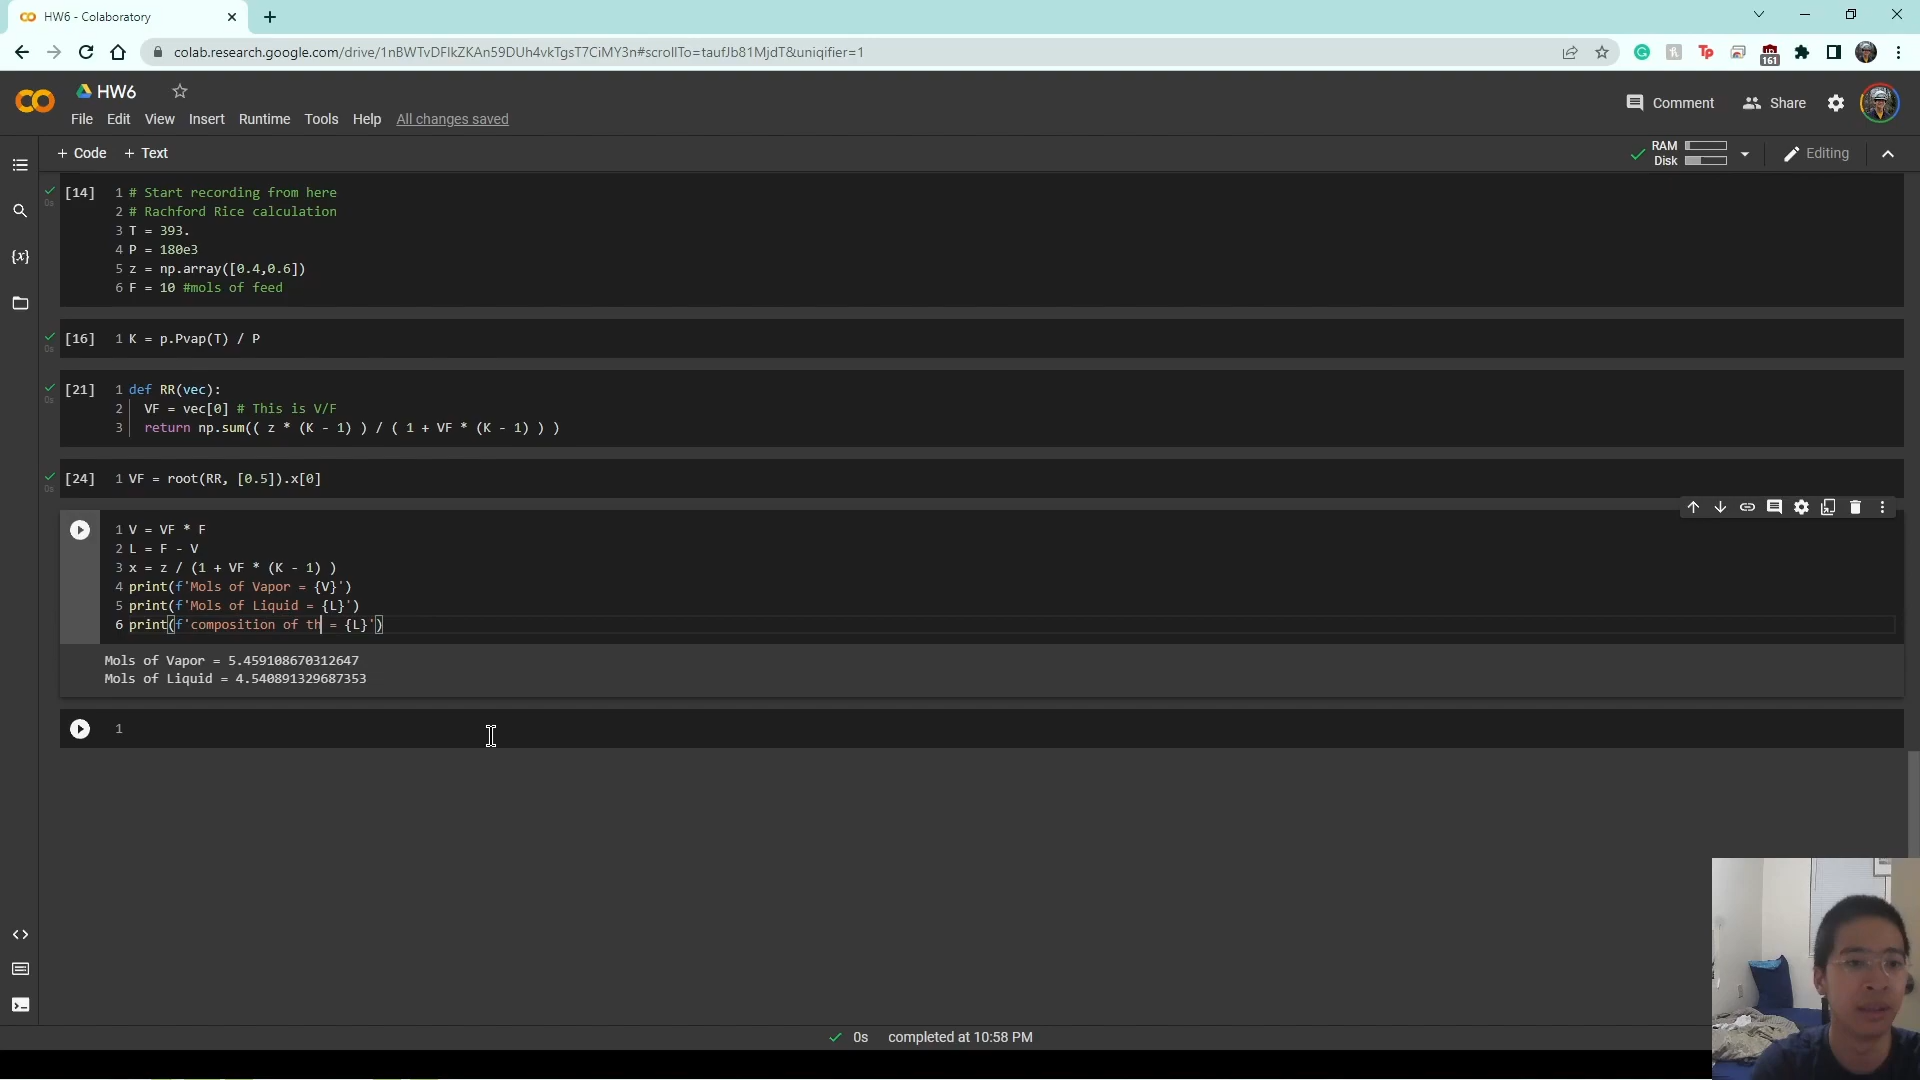 HW6 - Colaboratory
colab.research.google.com/drive/1nBWTvDFlkZKAn59DUh4vkTgsT7CiMY3n#scrollTo=taufJb81MjdT&uniqifier=1
161
HW6
Comment
Share
File Edit View Insert Runtime Tools Help All changes saved
+ Code + Text
RAM
Disk
Editing
{x}
[14]
0s
1 # Start recording from here
2 # Rachford Rice calculation
3 T = 393.
4 P = 180e3
5 z = np.array([0.4,0.6])
6 F = 10 #mols of feed
[16] 1 K = p.Pvap(T) / P
0s
[21] 1 def RR(vec):
0s
2 VF = vec[0] # This is V/F
3 return np.sum(( z * (K - 1) ) / ( 1 + VF * (K - 1) ) )
[24] 1 VF = root(RR, [0.5]).x[0]
0s
1 V = VF * F
2 L = F - V
3 x = z / (1 + VF * (K - 1) )
4 print(f'Mols of Vapor = {V}')
5 print(f'Mols of Liquid = {L}')
6 print(f'composition of th = {L}')
Mols of Vapor = 5.459108670312647
Mols of Liquid = 4.540891329687353
1
0s completed at 10:58 PM